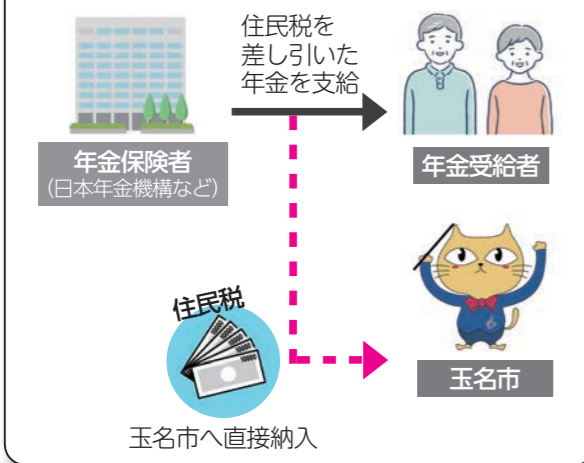 住民税を
差し引いた
年金を支給
年金保険者
(日本年金機構など)
年金受給者
住民税
10000
玉名市
玉名市へ直接納入